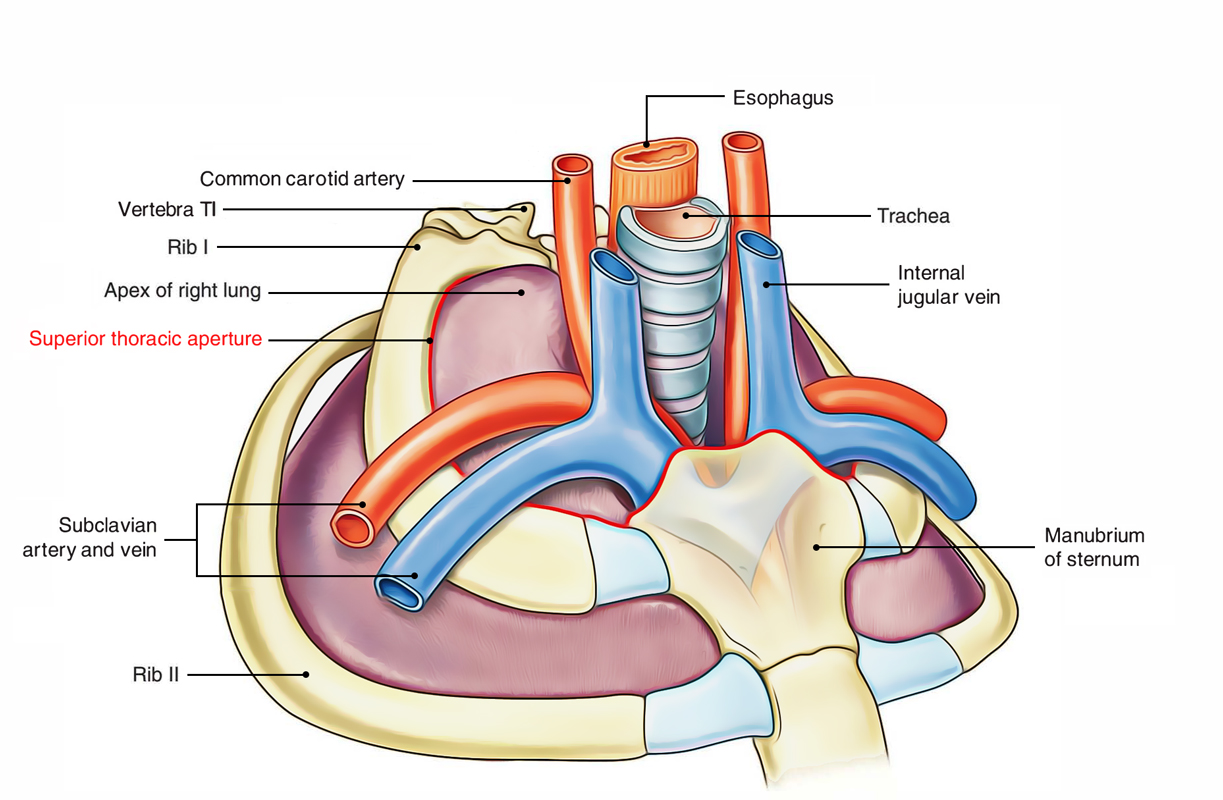 Esophagus
Common carotid artery
Vertebra TI
Trachea
Rib I
Internal
jugular vein
Apex of right lung
Superior thoracic aperture
Subclavian
artery and vein
Manubrium
of sternum
Rib II